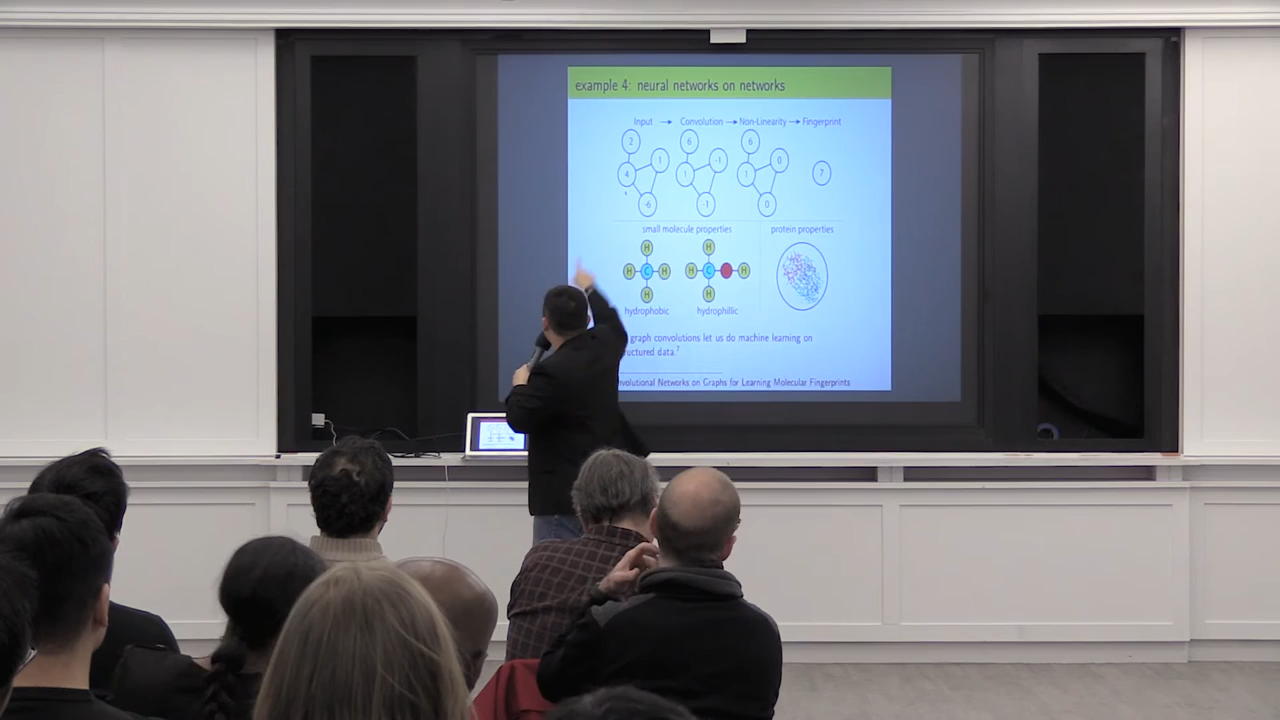 example 4: neural networks on networks
Input → Convolution → Non-Linearity → Fingerprint
2 6 6
1 -1 0
4 1 1 7
-6 -1 0
small molecule properties protein properties
H H
H C H H C H
H H
hydrophobic hydrophillic
graph convolutions let us do machine learning on
data.7
Networks on Graphs for Learning Molecular Fingerprints